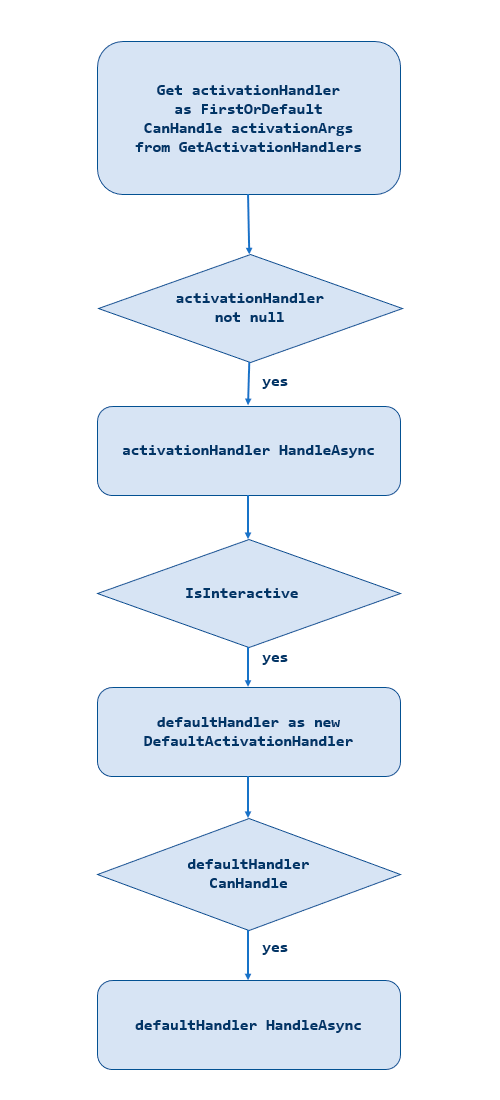 Get activationHandler
as FirstOrDefault
CanHandle activationArgs
from GetActivationHandlers
activationHandler
not null
yes
activationHandler HandleAsync
IsInteractive
yes
defaultHandler as new
DefaultActivationHandler
defaultHandler
CanHandle
yes
defaultHandler HandleAsync